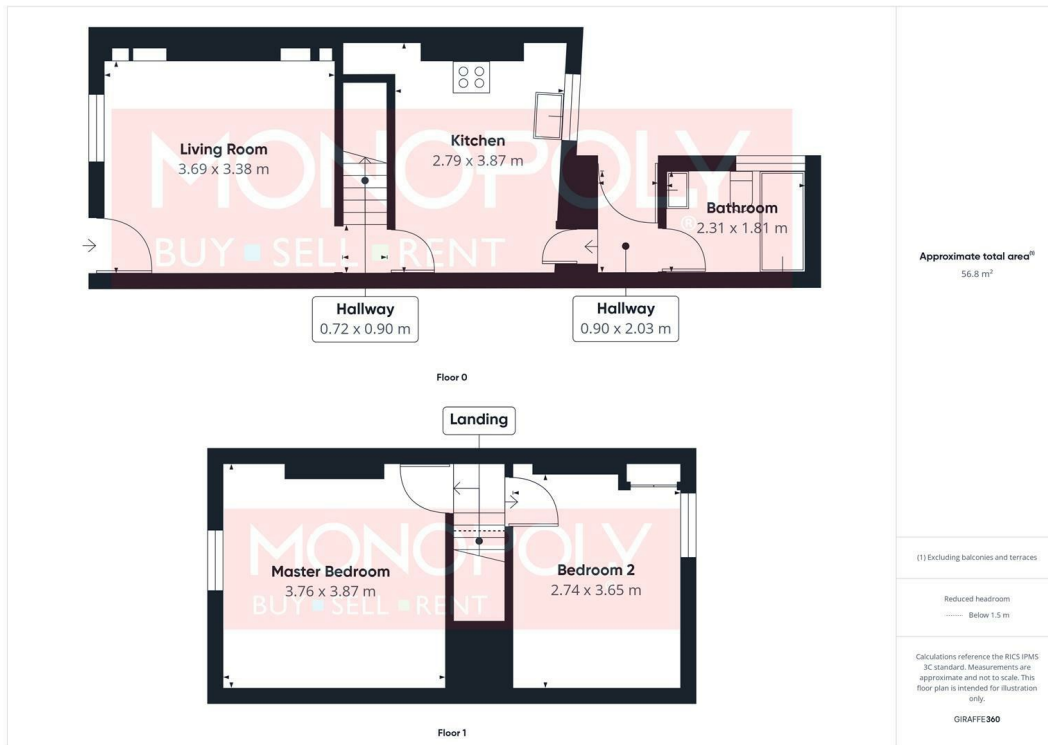 MONOPOLY
BUY SELL RENT
®
Living Room
3.69 x 3.38 m
Kitchen
2.79 x 3.87 m
Bathroom
2.31 x 1.81 m
Hallway
0.72 x 0.90 m
Hallway
0.90 x 2.03 m
Floor 0
Landing
MONOPOLY
BUY SELL RENT
Master Bedroom
3.76 x 3.87 m
Bedroom 2
2.74 x 3.65 m
Floor 1
Approximate total area(1)
56.8 m²
(1) Excluding balconies and terraces
Reduced headroom
Below 1.5 m
Calculations reference the RICS IPMS
3C standard. Measurements are
approximate and not to scale. This
floor plan is intended for illustration
only.
GIRAFFE360